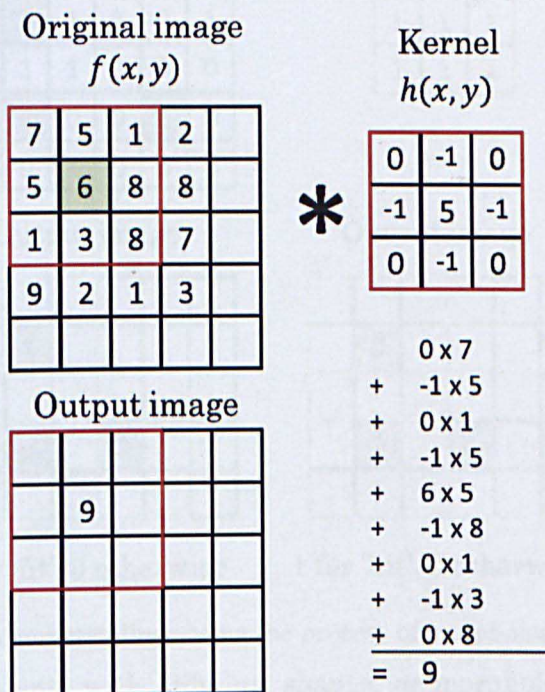 Original image
f(x, y)
7 5 1 2
5 6 8 8
1 3 8 7
9 2 1 3
Kernel
h(x, y)
*
0 -1 0
-1 5 -1
0 -1 0
0 x 7
+ -1 x 5
+ 0 x 1
+ -1 x 5
+ 6 x 5
+ -1 x 8
+ 0 x 1
+ -1 x 3
+ 0 x 8
= 9
Output image
9